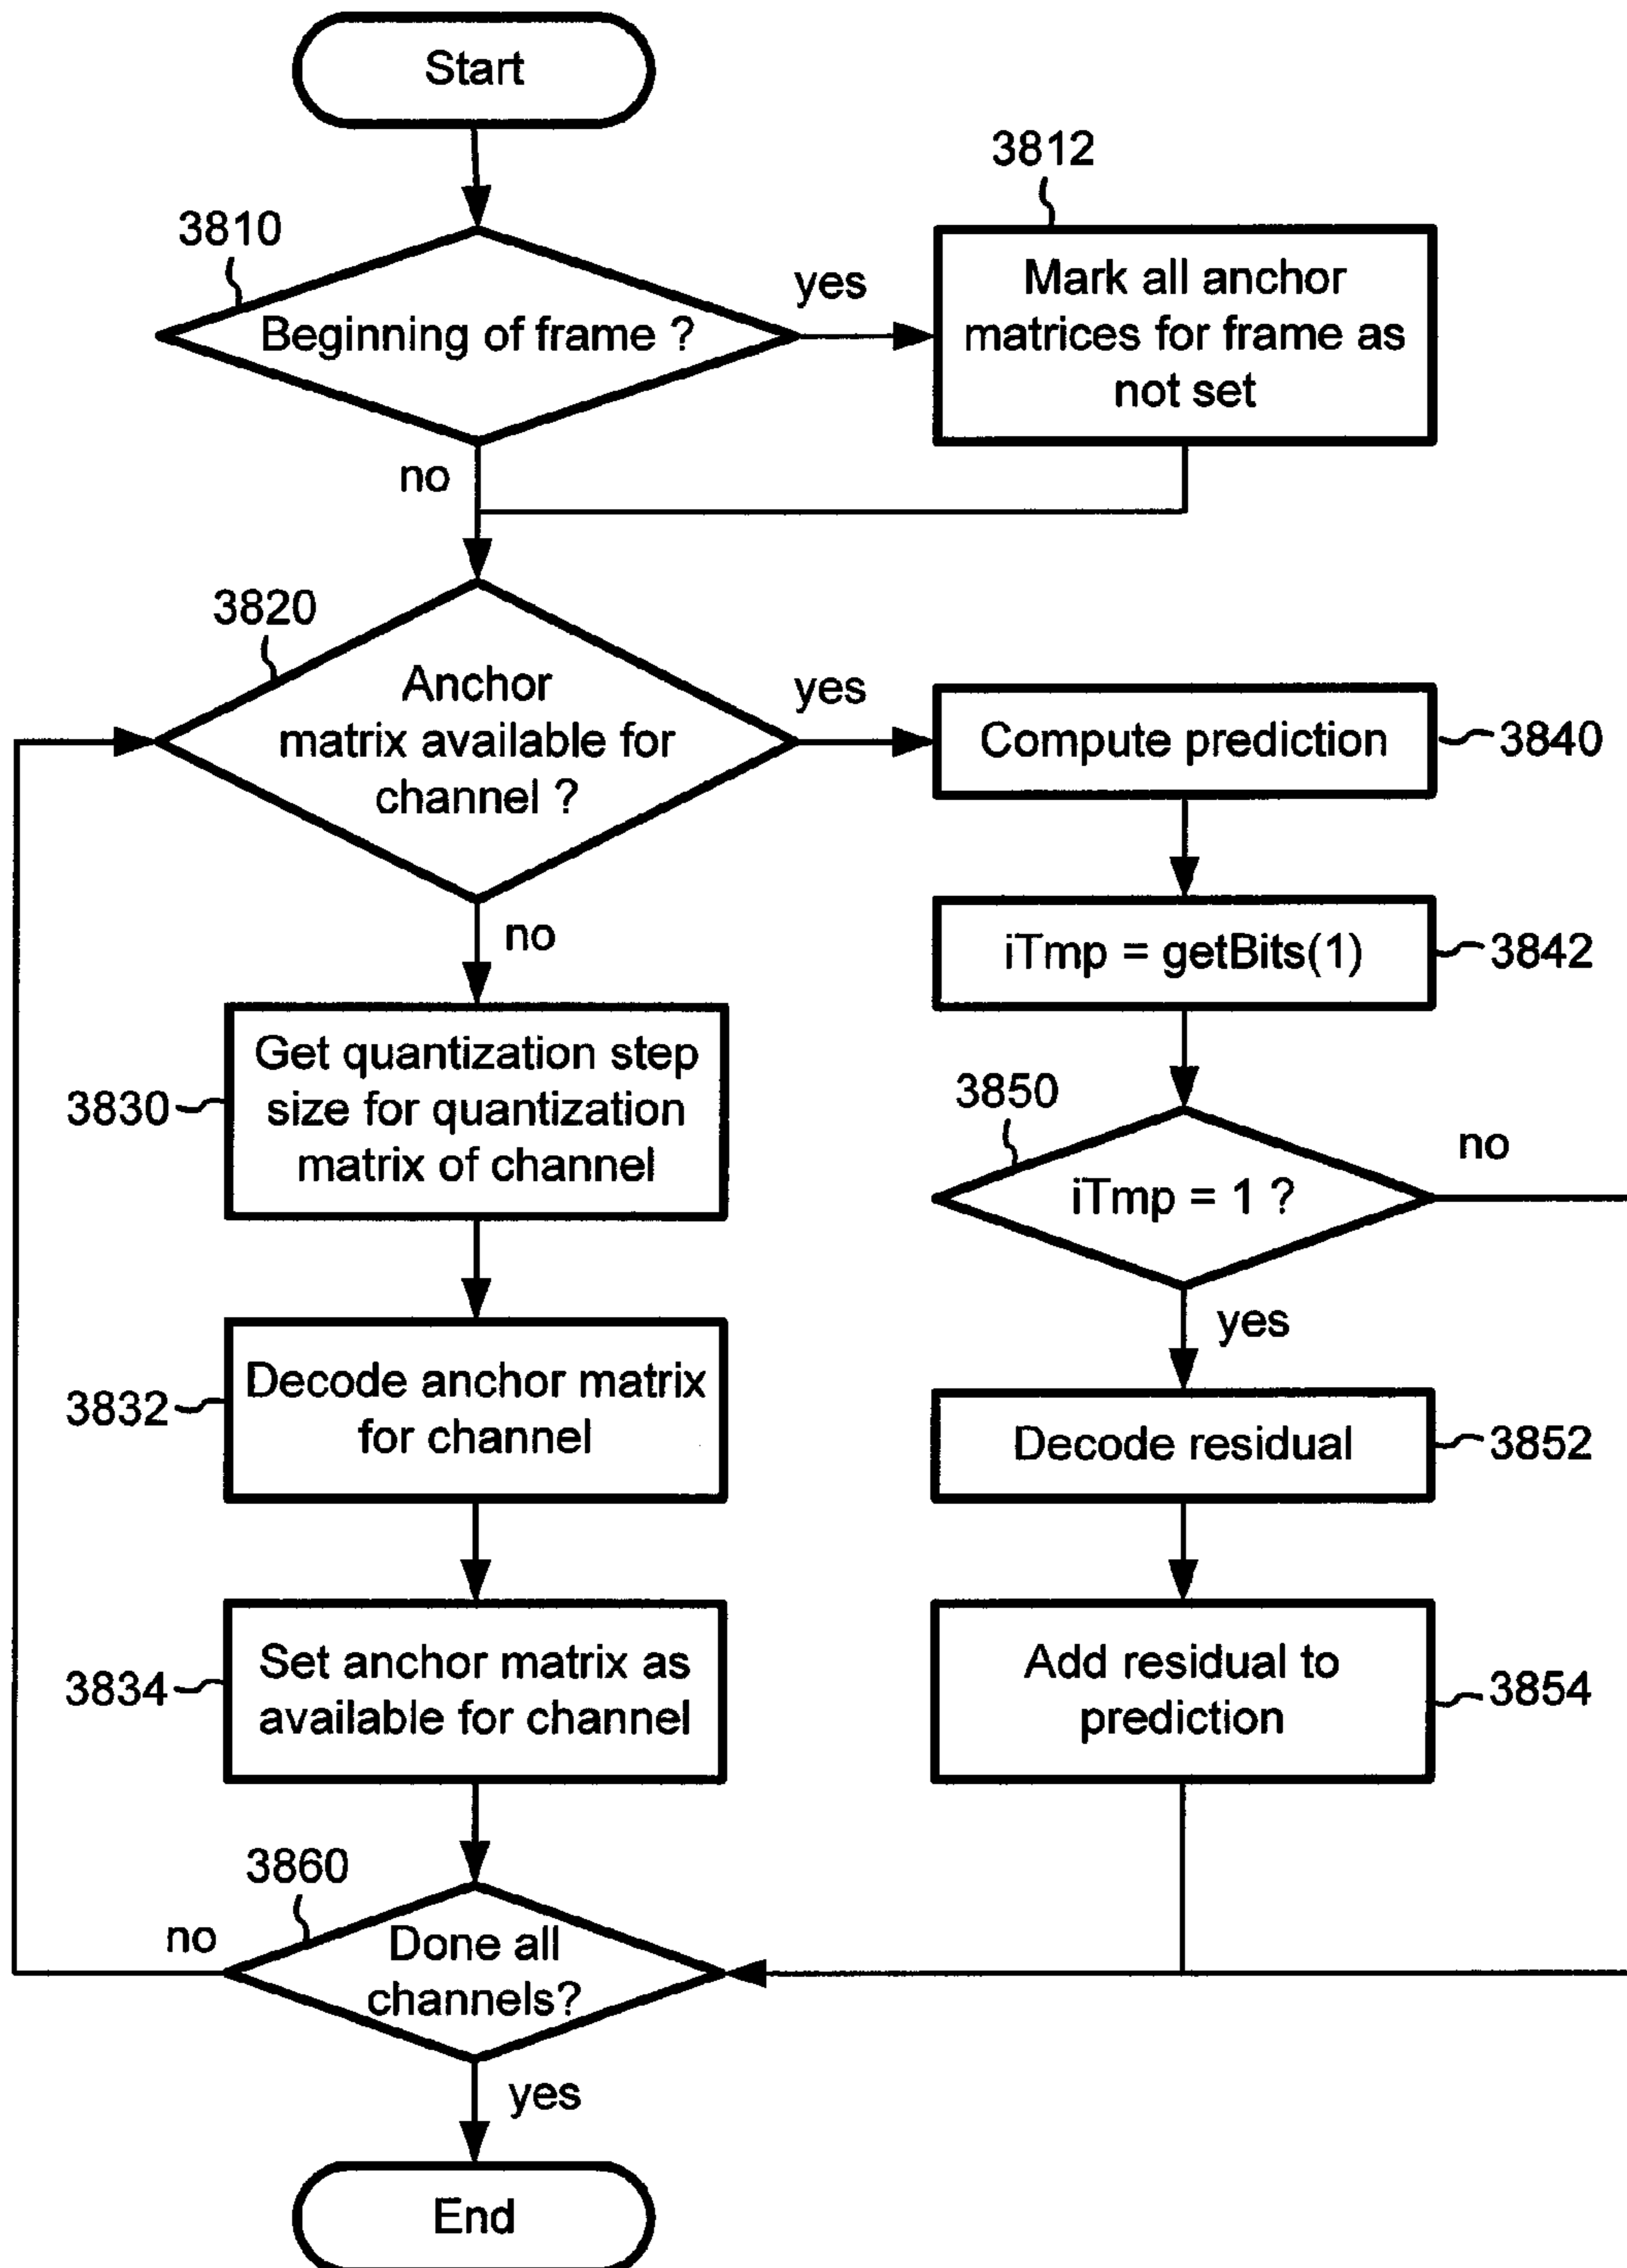 Start
3810
Beginning of frame ?
yes
3812
Mark all anchor
matrices for frame as
not set
no
3820
Anchor
matrix available for
channel ?
yes
Compute prediction
3840
iTmp = getBits(1)
3842
no
Get quantization step
size for quantization
matrix of channel
3830
3850
iTmp = 1 ?
no
yes
Decode anchor matrix
for channel
3832
Decode residual
3852
Set anchor matrix as
available for channel
3834
Add residual to
prediction
3854
3860
Done all
channels?
no
yes
End